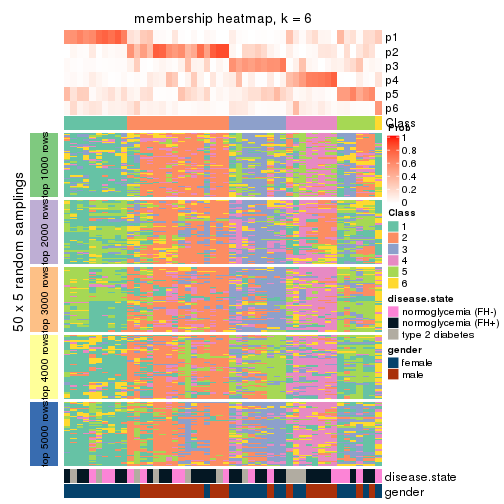 membership heatmap, k = 6
p1
p2
p3
p4
p5
p6
Class
Prob
1
0.8
0.6
0.4
0.2
0
Class
1
2
3
4
5
6
disease.state
normoglycemia (FH-)
normoglycemia (FH+)
type 2 diabetes
gender
female
male
50 x 5 random samplings
top 1000 rows
top 2000 rows
top 3000 rows
top 4000 rows
top 5000 rows
disease.state
gender